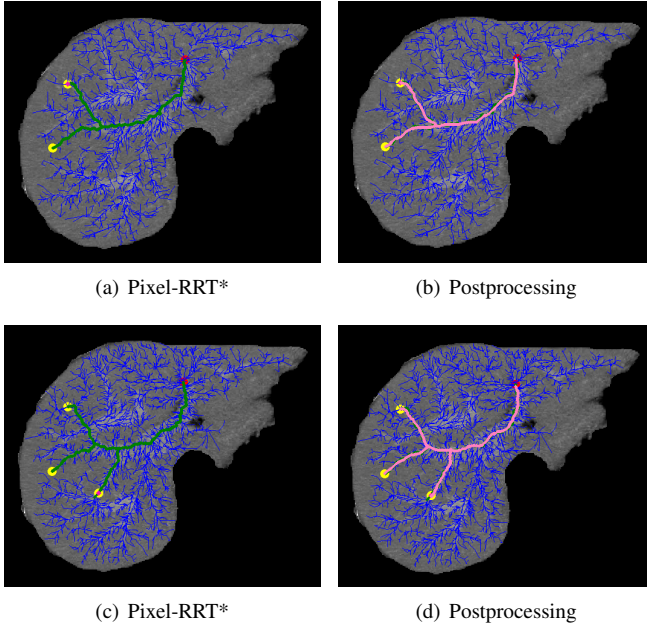 (a) Pixel-RRT*
(b) Postprocessing
(c) Pixel-RRT*
(d) Postprocessing